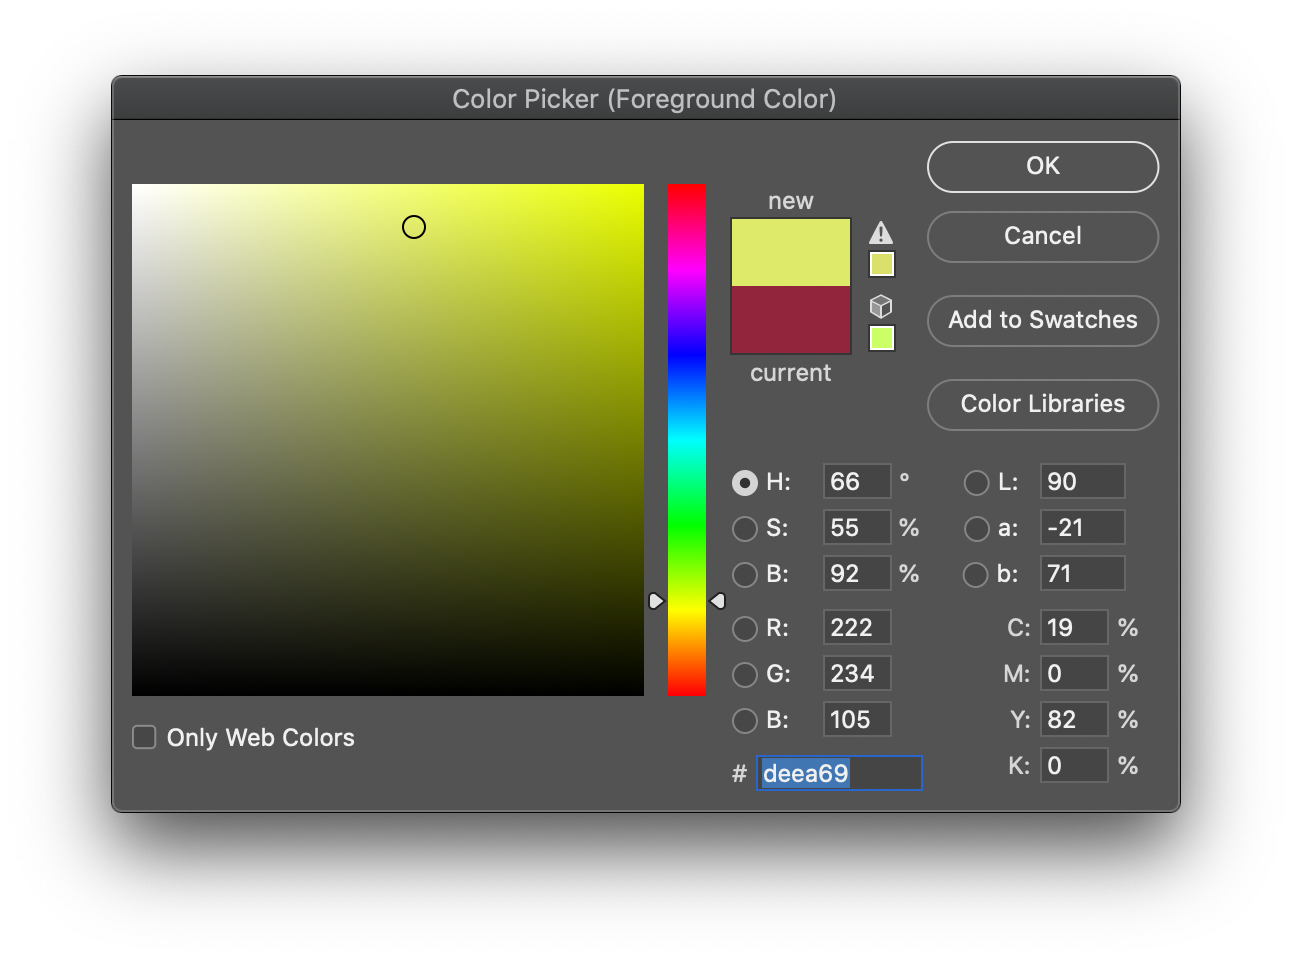 Color Picker (Foreground Color)
OK
new
Cancel
Add to Swatches
current
Color Libraries
H: 66 ° L: 90
S: 55 % a: -21
B: 92 % b: 71
R: 222 C: 19 %
G: 234 M: 0 %
B: 105 Y: 82 %
Only Web Colors
# deea69 K: 0 %